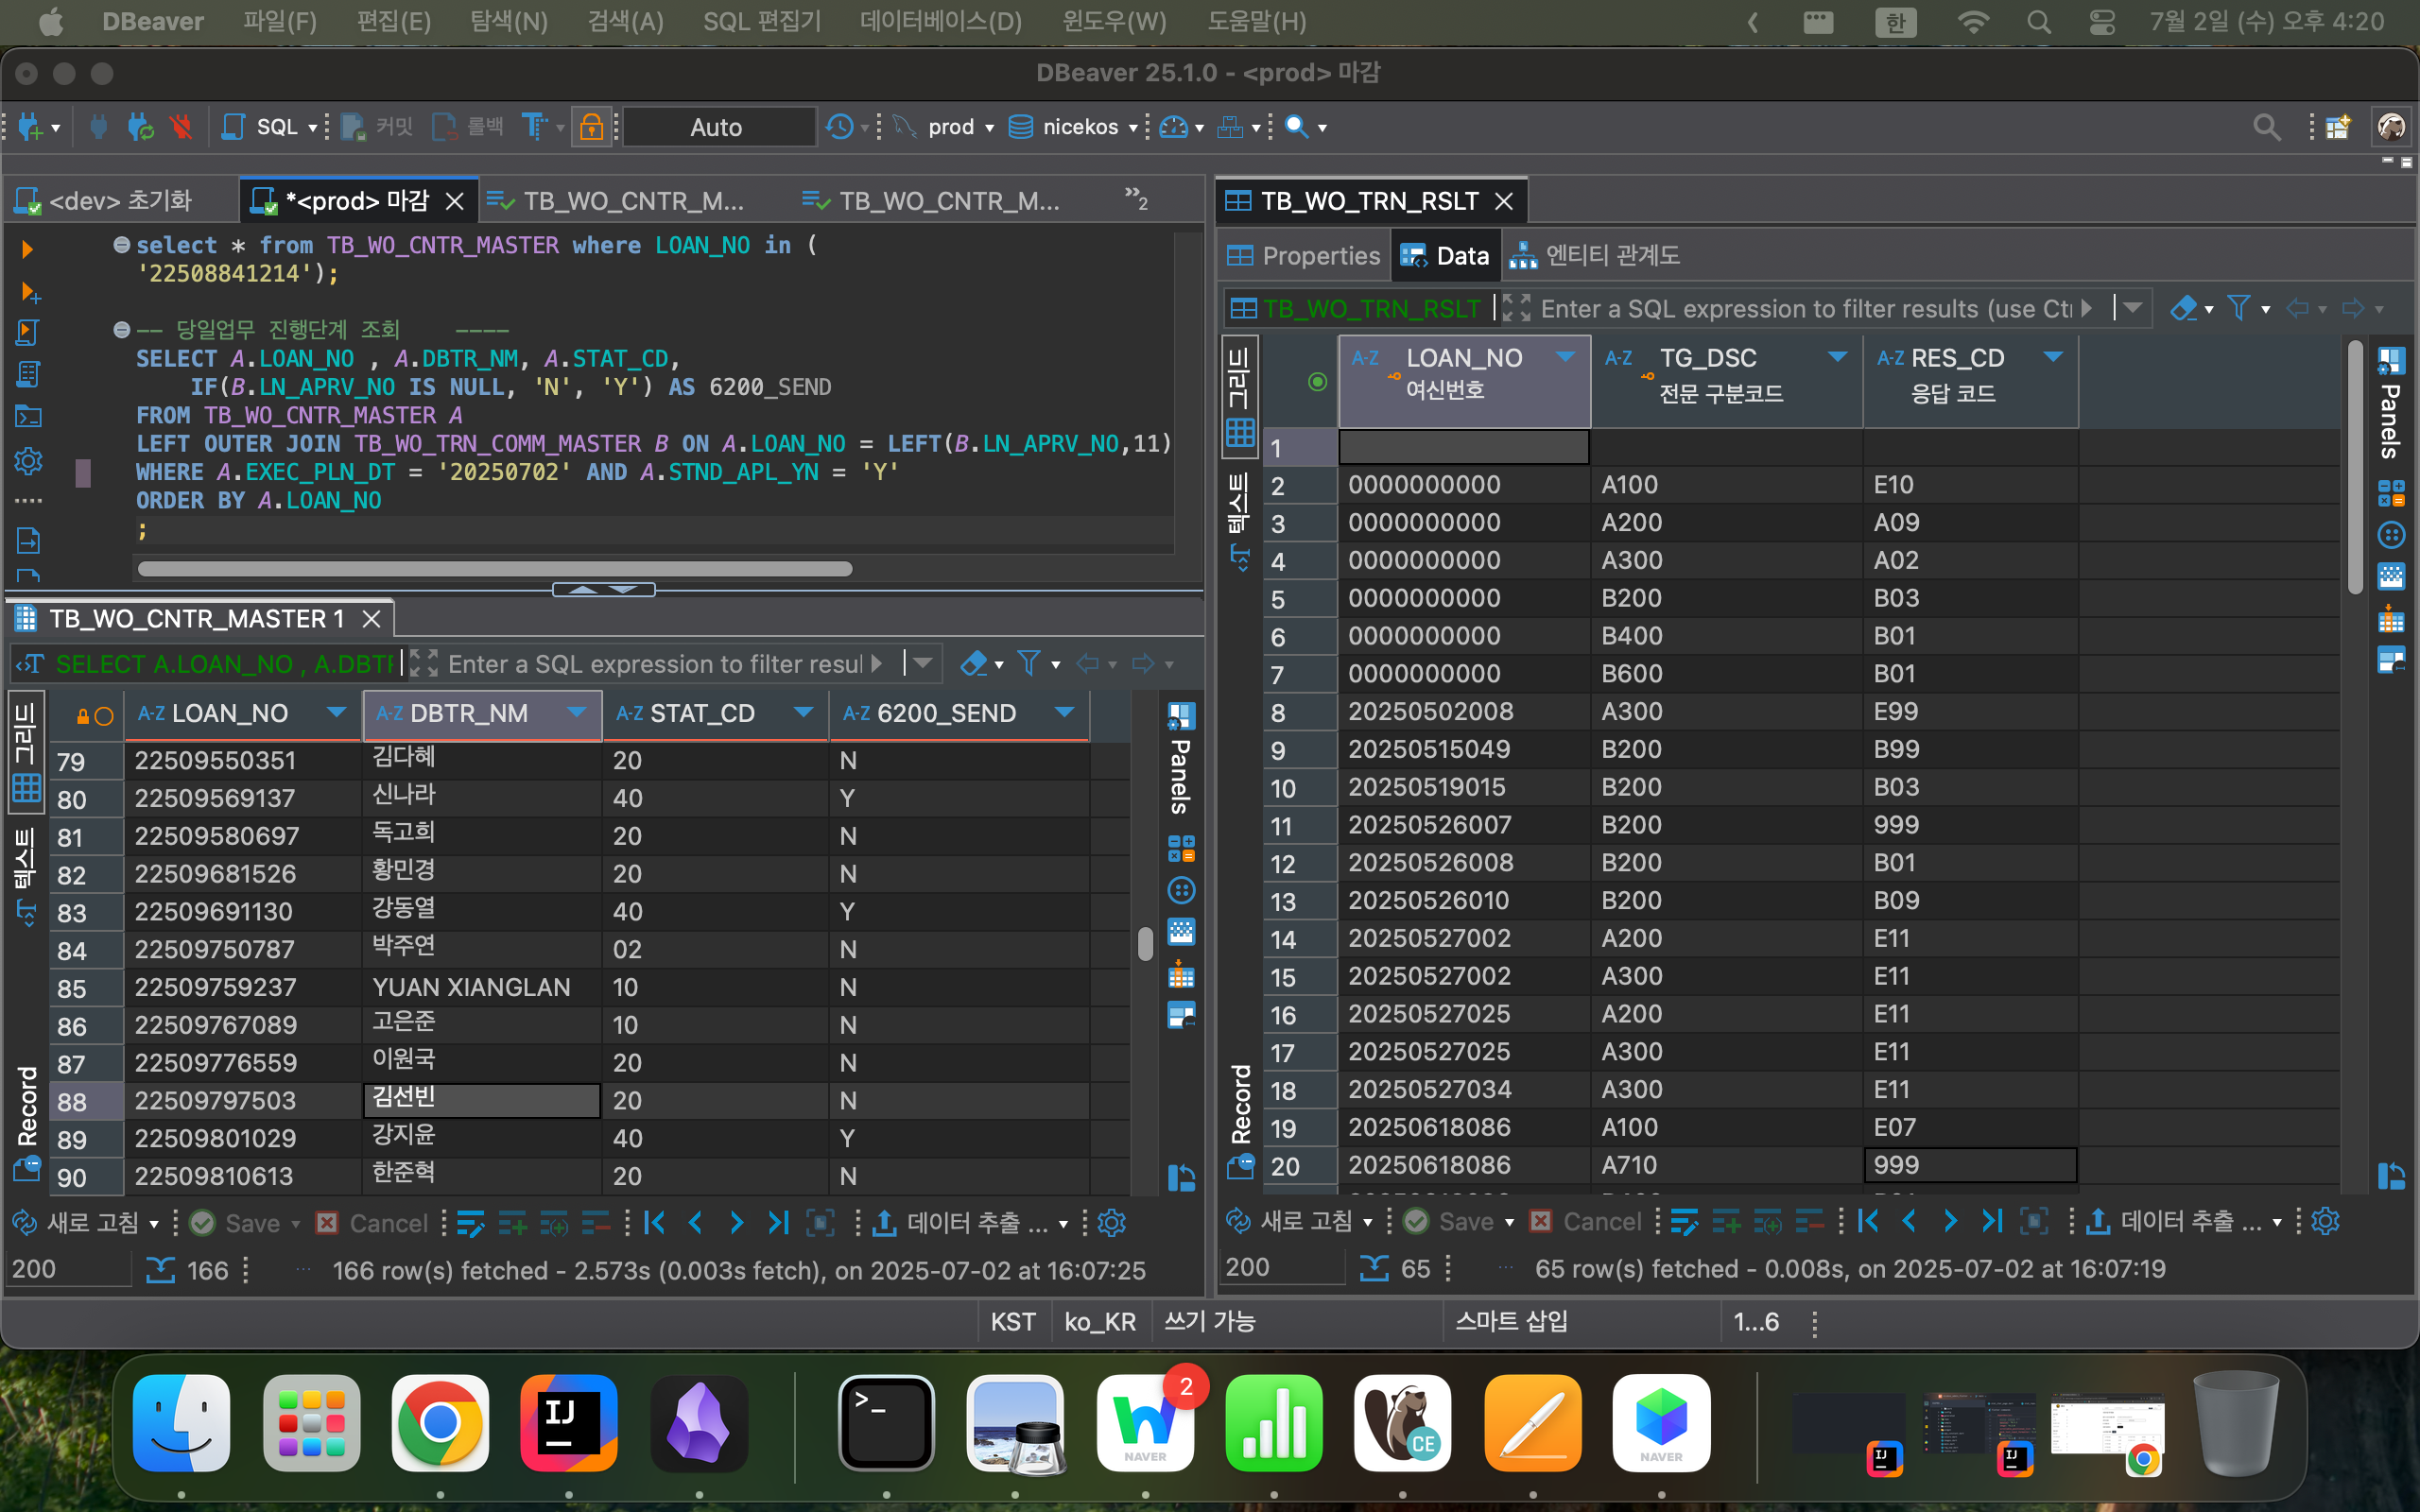 DBeaver 파일(F) 편집(E) 탐색(N) 검색(A) SQL 편집기 데이터베이스(D) 윈도우(W) 도움말(H) 한 7월 2일 (수) 오후 4:20
DBeaver 25.1.0 - <prod> 마감
SQL 커밋 롤백 Auto prod nicekos
<dev> 초기화 *<prod> 마감 TB_WO_CNTR_M... TB_WO_CNTR_M... »2
select * from TB_WO_CNTR_MASTER where LOAN_NO in (
'22508841214');
-- 당일업무 진행단계 조회 ----
SELECT A.LOAN_NO , A.DBTR_NM, A.STAT_CD,
IF(B.LN_APRV_NO IS NULL, 'N', 'Y') AS 6200_SEND
FROM TB_WO_CNTR_MASTER A
LEFT OUTER JOIN TB_WO_TRN_COMM_MASTER B ON A.LOAN_NO = LEFT(B.LN_APRV_NO,11)
WHERE A.EXEC_PLN_DT = '20250702' AND A.STND_APL_YN = 'Y'
ORDER BY A.LOAN_NO
;
TB_WO_CNTR_MASTER 1
SELECT A.LOAN_NO , A.DBTR Enter a SQL expression to filter resul
그리드
텍스트
Record
LOAN_NO DBTR_NM STAT_CD 6200_SEND
79 22509550351 김다혜 20 N
80 22509569137 신나라 40 Y
81 22509580697 독고희 20 N
82 22509681526 황민경 20 N
83 22509691130 강동열 40 Y
84 22509750787 박주연 02 N
85 22509759237 YUAN XIANGLAN 10 N
86 22509767089 고은준 10 N
87 22509776559 이원국 20 N
88 22509797503 김선빈 20 N
89 22509801029 강지윤 40 Y
90 22509810613 한준혁 20 N
Panels
새로 고침 Save Cancel 데이터 추출 ...
200 166 166 row(s) fetched - 2.573s (0.003s fetch), on 2025-07-02 at 16:07:25
TB_WO_TRN_RSLT
Properties Data 엔티티 관계도
TB_WO_TRN_RSLT Enter a SQL expression to filter results (use Ct
그리드
텍스트
Record
LOAN_NO TG_DSC RES_CD
여신번호 전문 구분코드 응답 코드
1
2 0000000000 A100 E10
3 0000000000 A200 A09
4 0000000000 A300 A02
5 0000000000 B200 B03
6 0000000000 B400 B01
7 0000000000 B600 B01
8 20250502008 A300 E99
9 20250515049 B200 B99
10 20250519015 B200 B03
11 20250526007 B200 999
12 20250526008 B200 B01
13 20250526010 B200 B09
14 20250527002 A200 E11
15 20250527002 A300 E11
16 20250527025 A200 E11
17 20250527025 A300 E11
18 20250527034 A300 E11
19 20250618086 A100 E07
20 20250618086 A710 999
Panels
새로 고침 Save Cancel 데이터 추출 ...
200 65 65 row(s) fetched - 0.008s, on 2025-07-02 at 16:07:19
KST ko_KR 쓰기 가능 스마트 삽입 1...6
IJ >_ NAVER 2 CE NAVER IJ IJ